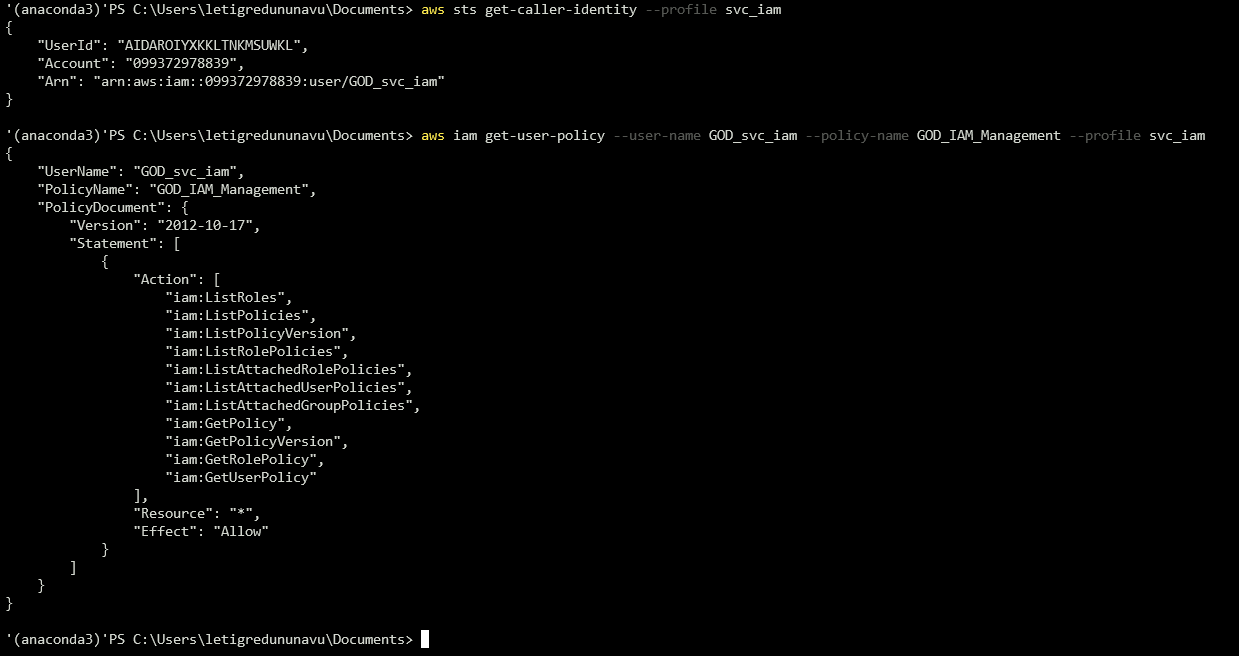 '(anaconda3)'PS C:\Users\letigredununavu\Documents> aws sts get-caller-identity --profile svc_iam
{
    "UserId": "AIDAROIYXKKLTNKMSUWKL",
    "Account": "099372978839",
    "Arn": "arn:aws:iam::099372978839:user/GOD_svc_iam"
}
'(anaconda3)'PS C:\Users\letigredununavu\Documents> aws iam get-user-policy --user-name GOD_svc_iam --policy-name GOD_IAM_Management --profile svc_iam
{
    "UserName": "GOD_svc_iam",
    "PolicyName": "GOD_IAM_Management",
    "PolicyDocument": {
        "Version": "2012-10-17",
        "Statement": [
            {
                "Action": [
                    "iam:ListRoles",
                    "iam:ListPolicies",
                    "iam:ListPolicyVersion",
                    "iam:ListRolePolicies",
                    "iam:ListAttachedRolePolicies",
                    "iam:ListAttachedUserPolicies",
                    "iam:ListAttachedGroupPolicies",
                    "iam:GetPolicy",
                    "iam:GetPolicyVersion",
                    "iam:GetRolePolicy",
                    "iam:GetUserPolicy"
                ],
                "Resource": "*",
                "Effect": "Allow"
            }
        ]
    }
}
'(anaconda3)'PS C:\Users\letigredununavu\Documents>